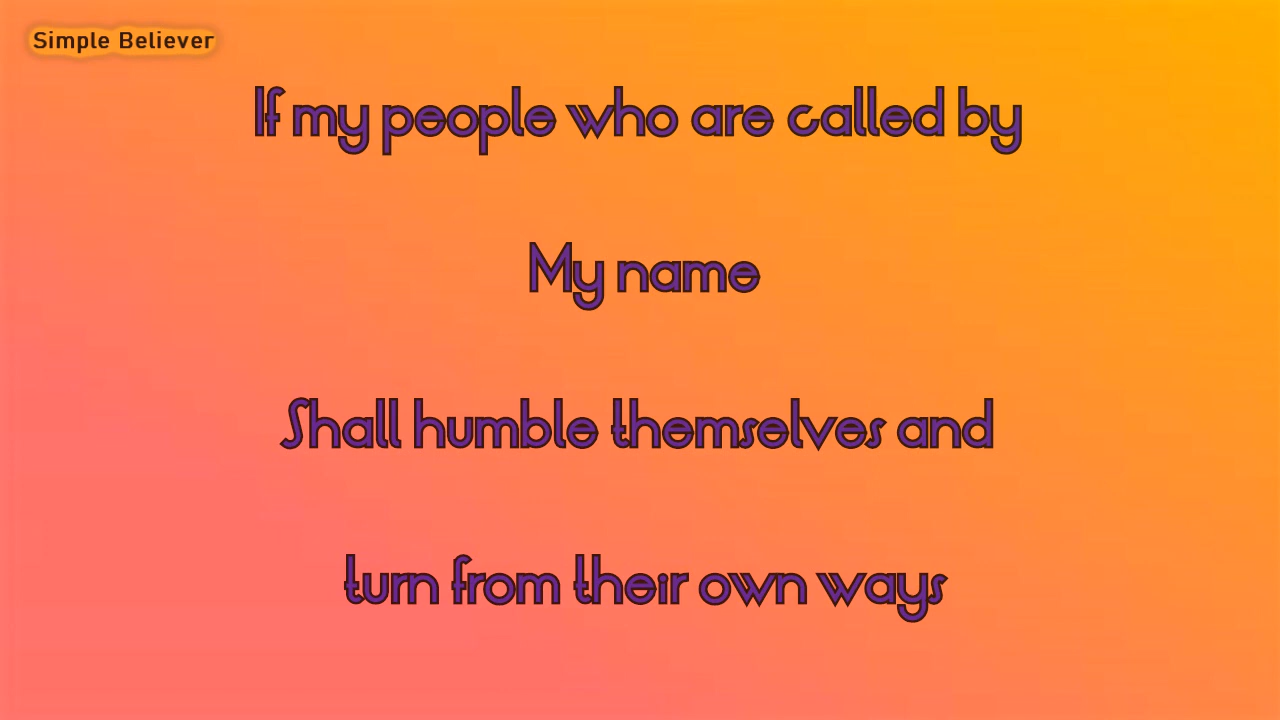 Simple Believer
If my people who are called by
My name
Shall humble themselves and
turn from their own ways